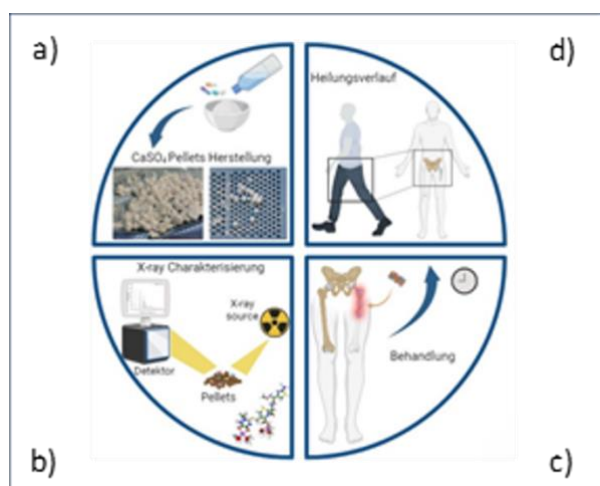 a)
d)
Heilungsverlauf
CaSO₄ Pellets Herstellung
X-ray Charakterisierung
X-ray
source
Detektor
Pellets
Behandlung
b)
c)